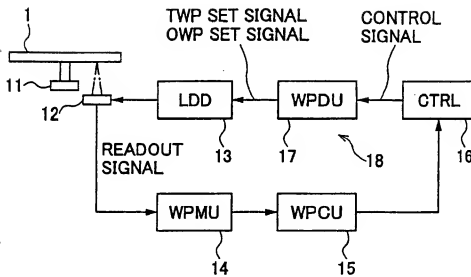 1
TWP SET SIGNAL
OWP SET SIGNAL
CONTROL
SIGNAL
11
12
LDD
WPDU
CTRL
13
17
18
16
READOUT
SIGNAL
WPMU
WPCU
14
15